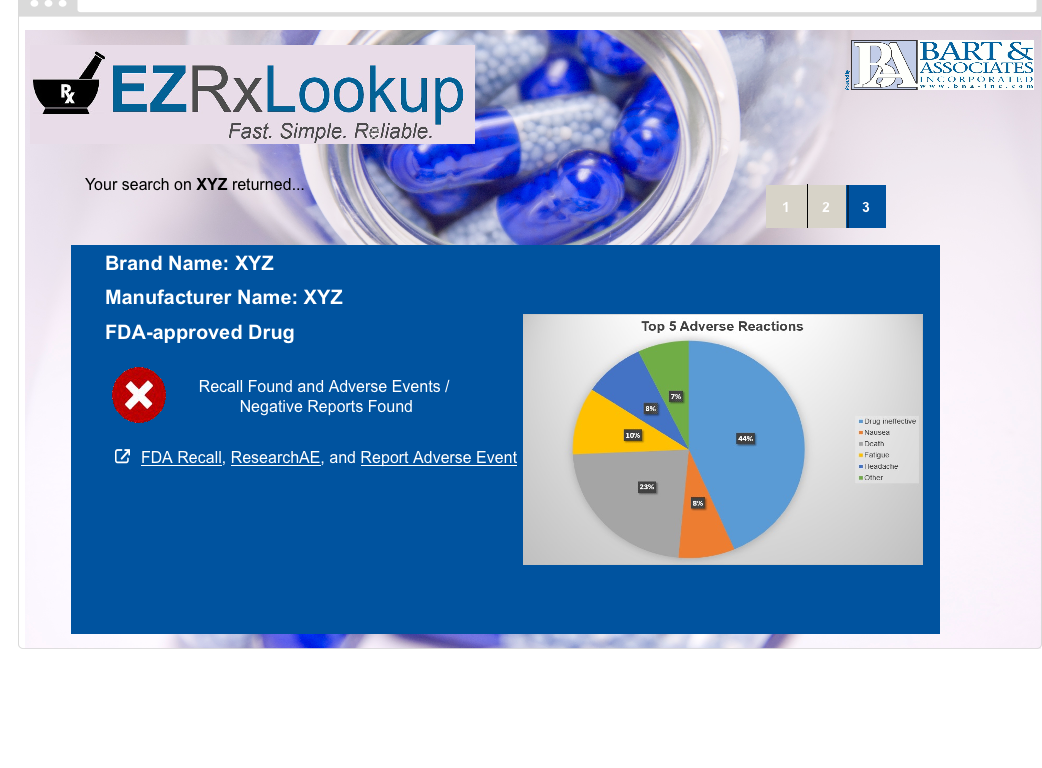 Rx
EZRxLookup
Fast. Simple. Reliable.
BA
BART &
ASSOCIATES
INCORPORATED
www.bna-inc.com
Your search on XYZ returned...
1 2 3
Brand Name: XYZ
Manufacturer Name: XYZ
FDA-approved Drug
Recall Found and Adverse Events /
Negative Reports Found
FDA Recall, ResearchAE, and Report Adverse Event
Top 5 Adverse Reactions
7%
8%
10%
44%
23%
8%
Drug ineffective
Nausea
Death
Fatigue
Headache
Other